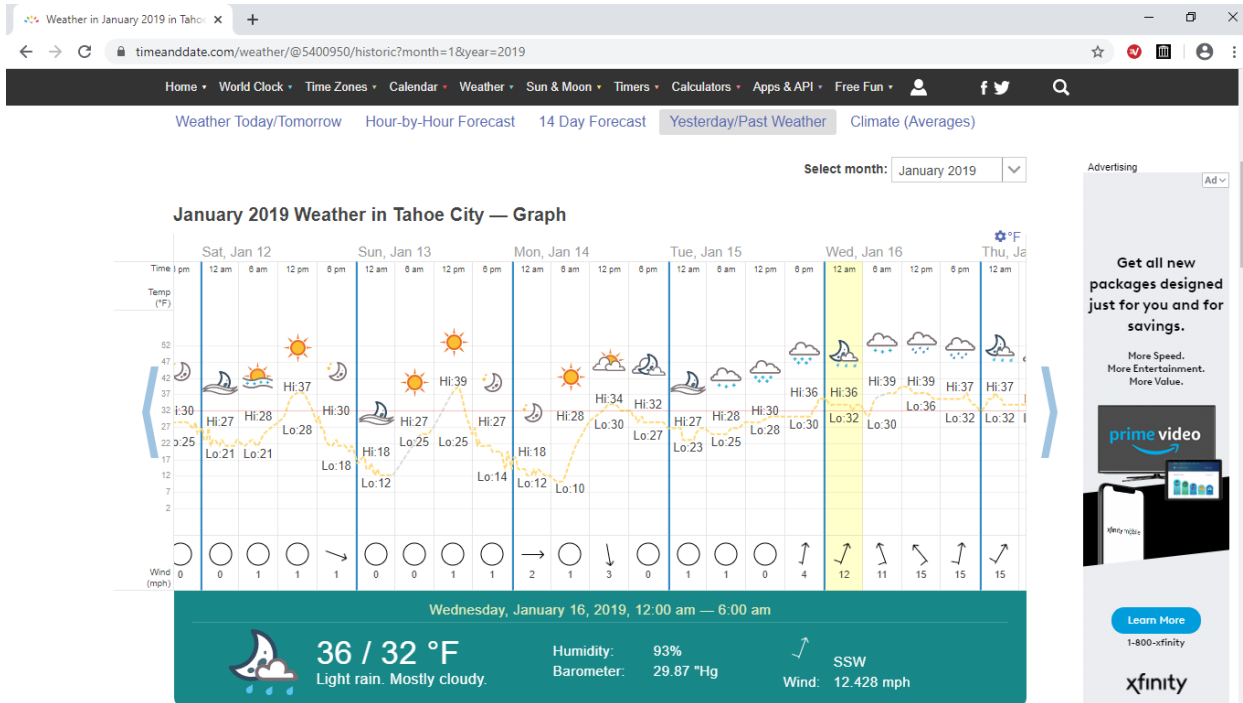 Weather in January 2019 in Taho
timeanddate.com/weather/@5400950/historic?month=1&year=2019
Home World Clock Time Zones Calendar Weather Sun & Moon Timers Calculators Apps & API Free Fun
Weather Today/Tomorrow Hour-by-Hour Forecast 14 Day Forecast Yesterday/Past Weather Climate (Averages)
Select month: January 2019
Advertising
Ad
January 2019 Weather in Tahoe City — Graph
°F
Sat, Jan 12 Sun, Jan 13 Mon, Jan 14 Tue, Jan 15 Wed, Jan 16 Thu, Ja
Time pm 12 am 6 am 12 pm 6 pm 12 am 6 am 12 pm 6 pm 12 am 6 am 12 pm 6 pm 12 am 6 am 12 pm 6 pm 12 am 6 am 12 pm 6 pm 12 am
Temp
(°F)
52
47
42
37
32
27
22
17
12
7
2
i:30 Hi:27 Hi:28 Hi:37 Hi:30 Hi:18 Hi:27 Hi:39 Hi:27 Hi:18 Hi:28 Hi:34 Hi:32 Hi:27 Hi:28 Hi:30 Hi:36 Hi:36 Hi:39 Hi:39 Hi:37 Hi:37
o:25 Lo:21 Lo:21 Lo:28 Lo:18 Lo:12 Lo:25 Lo:25 Lo:14 Lo:12 Lo:10 Lo:30 Lo:27 Lo:23 Lo:25 Lo:28 Lo:30 Lo:32 Lo:30 Lo:36 Lo:32 Lo:32
Wind
(mph)
0 0 1 1 1 0 0 1 1 2 1 3 0 1 1 0 4 12 11 15 15 15
Wednesday, January 16, 2019, 12:00 am — 6:00 am
36 / 32 °F
Light rain. Mostly cloudy.
Humidity: 93%
Barometer: 29.87 "Hg
SSW
Wind: 12.428 mph
Get all new
packages designed
just for you and for
savings.
More Speed.
More Entertainment.
More Value.
prime video
xfinity mobile
Learn More
1-800-xfinity
xfinity